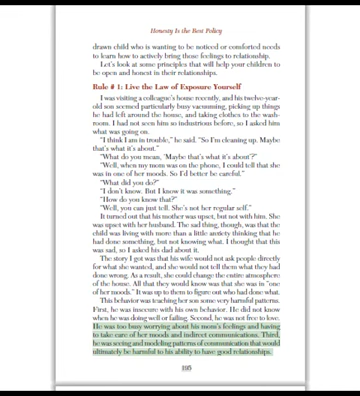 Honesty Is the Best Policy
drawn child who is wanting to be noticed or comforted needs
to learn how to actively bring those feelings to relationship.
Let's look at some principles that will help your children to
be open and honest in their relationships.
Rule # 1: Live the Law of Exposure Yourself
I was visiting a colleague's house recently, and his twelve-year-
old son seemed particularly busy vacuuming, picking up things
he had left around the house, and taking clothes to the wash-
room. I had not seen him so industrious before, so I asked him
what was going on.
"I think I am in trouble," he said. "So I'm cleaning up. Maybe
that's what it's about."
"What do you mean, 'Maybe that's what it's about'?"
"Well, when my mom was on the phone, I could tell that she
was in one of her moods. So I'd better be careful."
"What did you do?"
"I don't know. But I know it was something."
"How do you know that?"
"Well, you can just tell. She's not her regular self."
It turned out that his mother was upset, but not with him. She
was upset with her husband. The sad thing, though, was that the
child was living with more than a little anxiety thinking that he
had done something, but not knowing what. I thought that this
was sad, so I asked his dad about it.
The story I got was that his wife would not ask people directly
for what she wanted, and she would not tell them what they had
done wrong. As a result, she could change the entire atmosphere
of the house. All that they would know was that she was in "one
of her moods." It was up to them to figure out who had done what.
This behavior was teaching her son some very harmful patterns.
First, he was insecure with his own behavior. He did not know
when he was doing well or failing. Second, he was not free to love.
He was too busy worrying about his mom's feelings and having
to take care of her moods and indirect communications. Third,
he was seeing and modeling patterns of communication that would
ultimately be harmful to his ability to have good relationships.
195